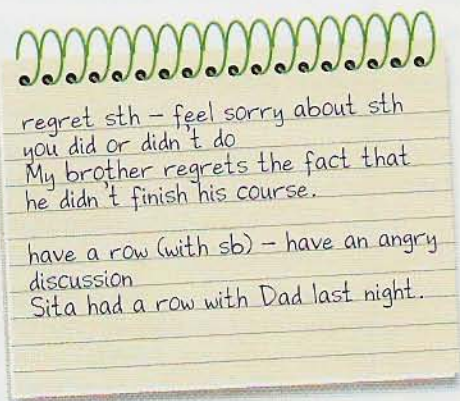 regret sth – feel sorry about sth
you did or didn't do
My brother regrets the fact that
he didn't finish his course.
have a row (with sb) – have an angry
discussion
Sita had a row with Dad last night.